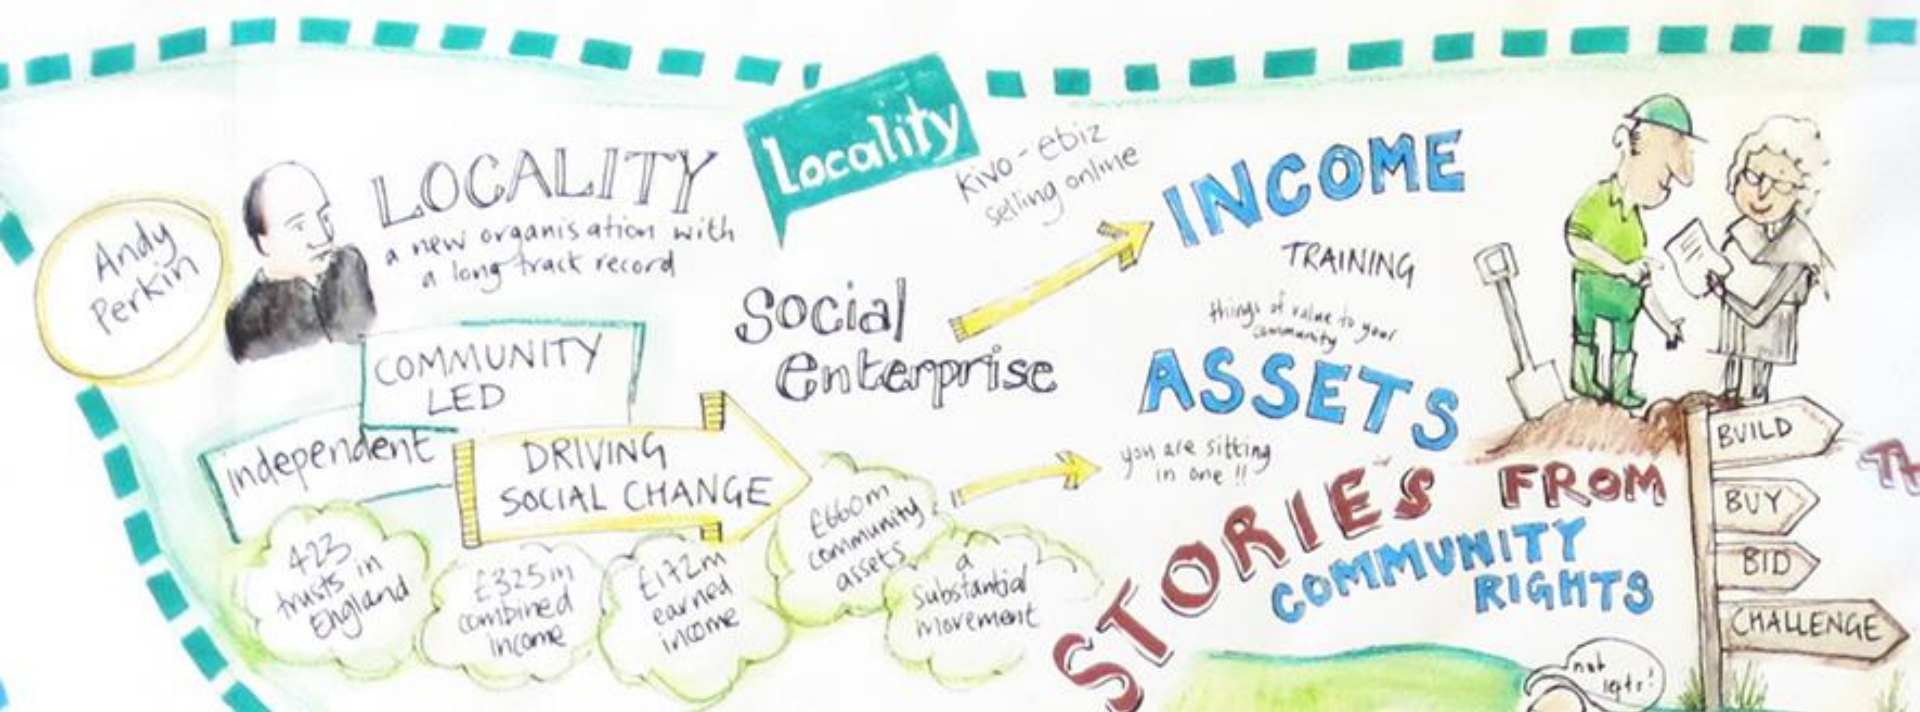 Andy
Perkin
LOCALITY
a new organisation with
a long track record
Locality
Kivo-ebiz
selling online
INCOME
TRAINING
things of value to your
community
ASSETS
you are sitting
in one !!
Social
enterprise
COMMUNITY
LED
independent
DRIVING
SOCIAL CHANGE
423
trusts in
England
£325m
combined
income
£172m
earned
income
£660m
community
assets
a
substantial
movement
STORIES FROM
COMMUNITY
RIGHTS
BUILD
BUY
BID
CHALLENGE
not